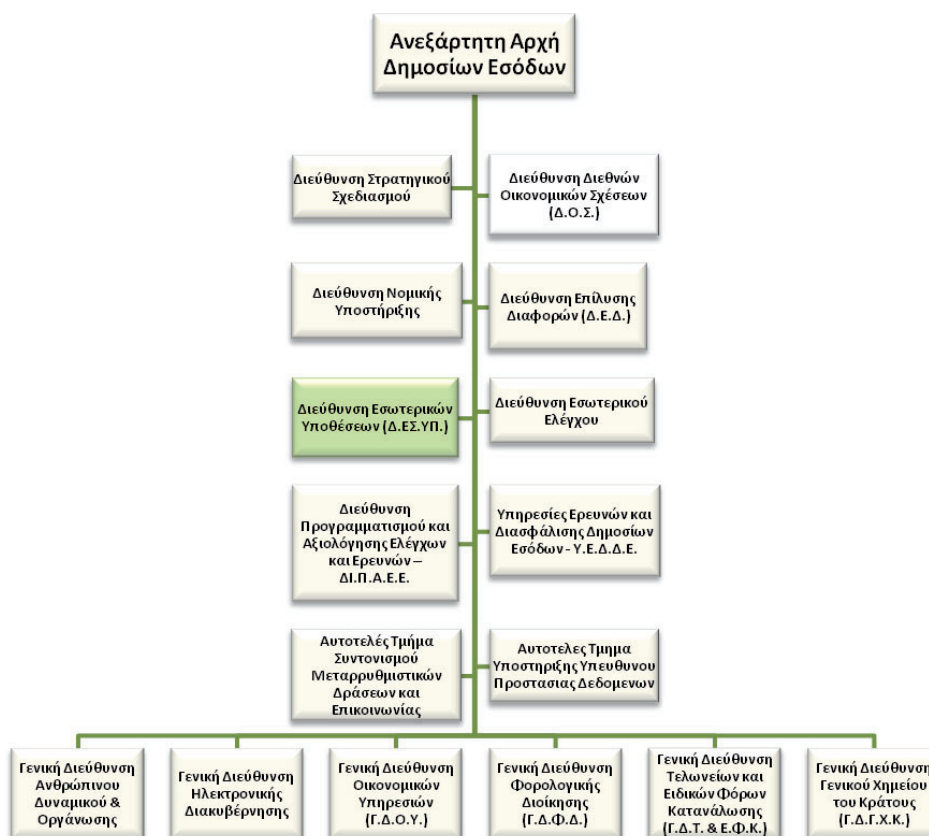 Ανεξάρτητη Αρχή
Δημοσίων Εσόδων
Διεύθυνση Στρατηγικού
Σχεδιασμού
Διεύθυνση Διεθνών
Οικονομικών Σχέσεων
(Δ.Ο.Σ.)
Διεύθυνση Νομικής
Υποστήριξης
Διεύθυνση Επίλυσης
Διαφορών (Δ.Ε.Δ.)
Διεύθυνση Εσωτερικών
Υποθέσεων (Δ.ΕΣ.ΥΠ.)
Διεύθυνση Εσωτερικού
Ελέγχου
Διεύθυνση
Προγραμματισμού και
Αξιολόγησης Ελέγχων
και Ερευνών –
ΔΙ.Π.Α.Ε.Ε.
Υπηρεσίες Ερευνών και
Διασφάλισης Δημοσίων
Εσόδων - Υ.Ε.Δ.Δ.Ε.
Αυτοτελές Τμήμα
Συντονισμού
Μεταρρυθμιστικών
Δράσεων και
Επικοινωνίας
Αυτοτελες Τμημα
Υποστηριξης Υπευθυνου
Προστασιας Δεδομενων
Γενική Διεύθυνση
Ανθρώπινου
Δυναμικού &
Οργάνωσης
Γενική Διεύθυνση
Ηλεκτρονικής
Διακυβέρνησης
Γενική Διεύθυνση
Οικονομικών
Υπηρεσιών
(Γ.Δ.Ο.Υ.)
Γενική Διεύθυνση
Φορολογικής
Διοίκησης
(Γ.Δ.Φ.Δ.)
Γενική Διεύθυνση
Τελωνείων και
Ειδικών Φόρων
Κατανάλωσης
(Γ.Δ.Τ. & Ε.Φ.Κ.)
Γενική Διεύθυνση
Γενικού Χημείου
του Κράτους
(Γ.Δ.Γ.Χ.Κ.)